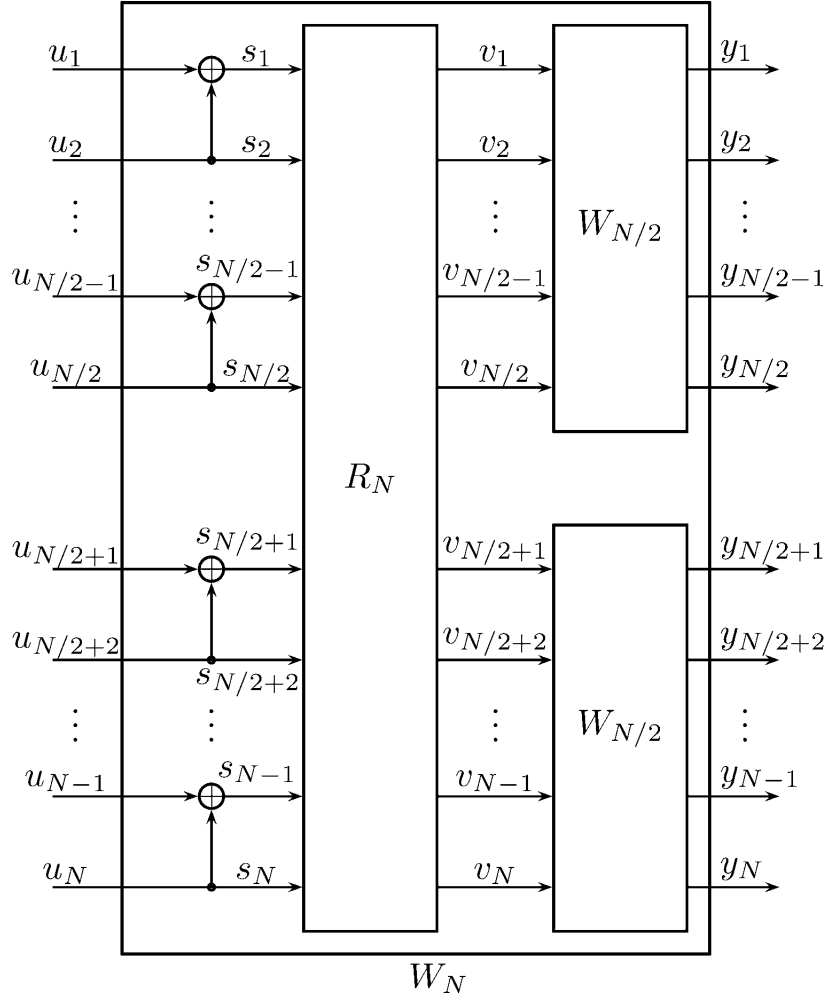 u_1 s_1 v_1 y_1
u_2 s_2 v_2 y_2
⋮ ⋮ ⋮ W_{N/2} ⋮
u_{N/2-1} s_{N/2-1} v_{N/2-1} y_{N/2-1}
u_{N/2} s_{N/2} v_{N/2} y_{N/2}
R_N
u_{N/2+1} s_{N/2+1} v_{N/2+1} y_{N/2+1}
u_{N/2+2} s_{N/2+2} v_{N/2+2} y_{N/2+2}
⋮ ⋮ ⋮ W_{N/2} ⋮
u_{N-1} s_{N-1} v_{N-1} y_{N-1}
u_N s_N v_N y_N
W_N